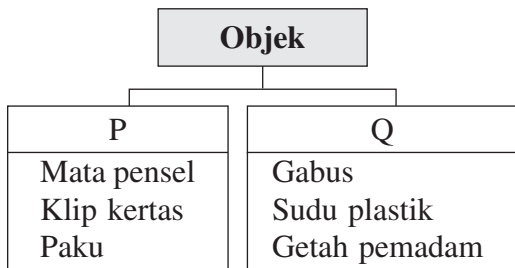 Objek
P
Mata pensel
Klip kertas
Paku
Q
Gabus
Sudu plastik
Getah pemadam